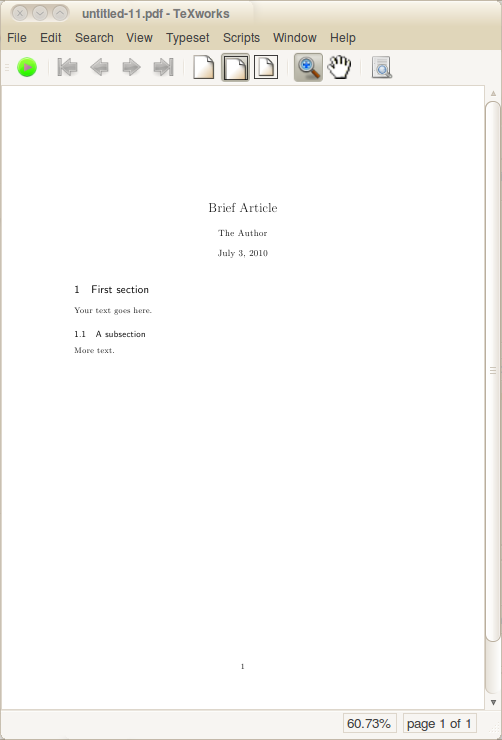 untitled-11.pdf - TeXworks
File Edit Search View Typeset Scripts Window Help
Brief Article
The Author
July 3, 2010
1 First section
Your text goes here.
1.1 A subsection
More text.
1
60.73% page 1 of 1